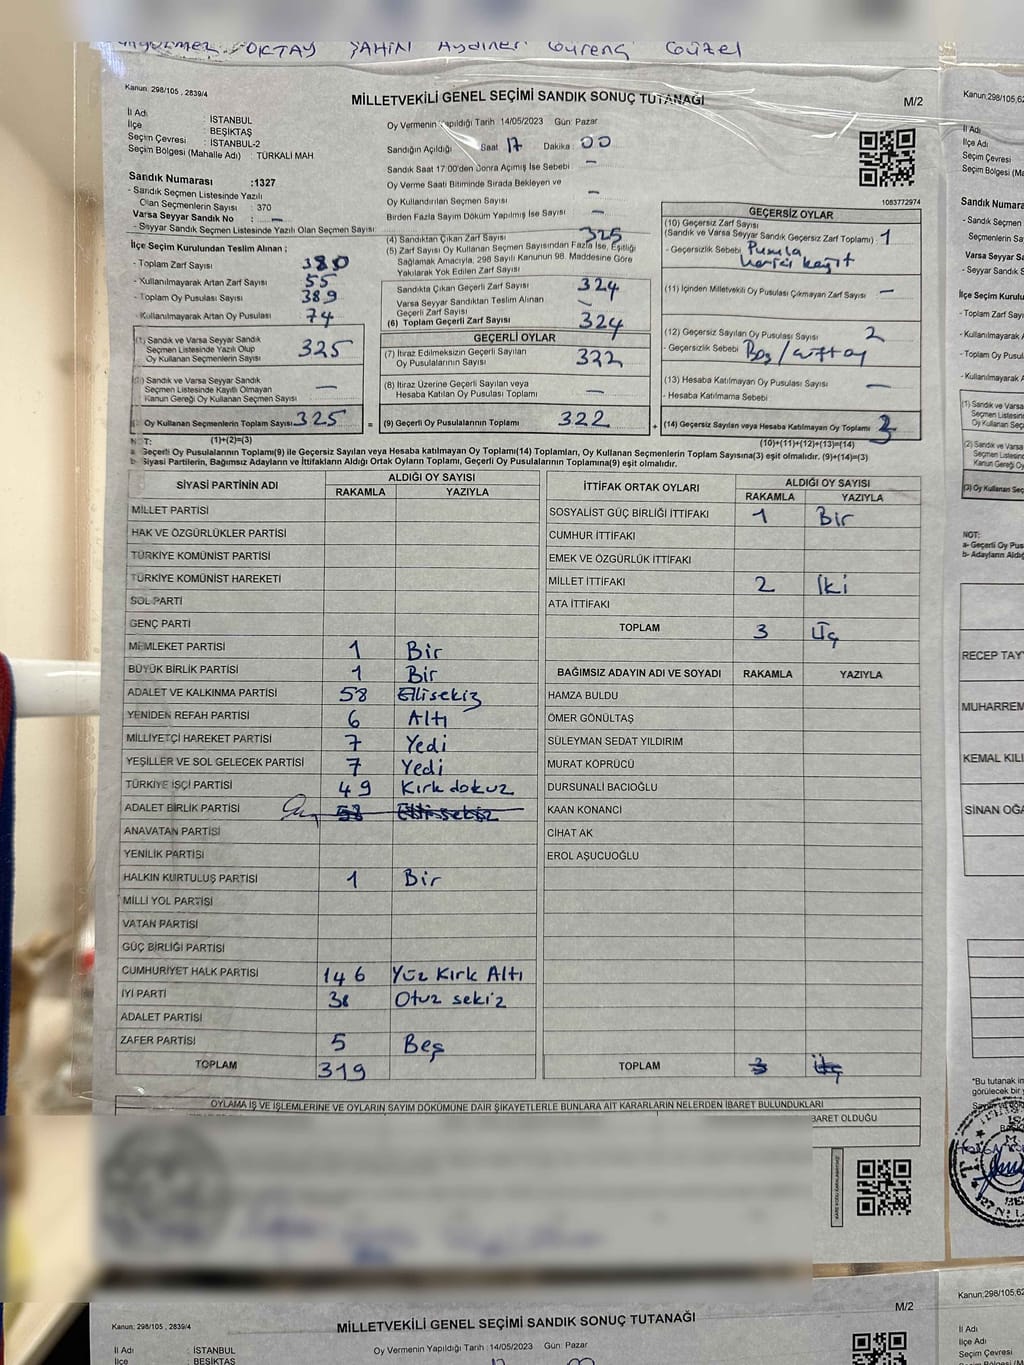 OKTAY ŞAHİN Aydıner Gürenç Güzel
Kanun: 298/105 , 2839/4
MİLLETVEKİLİ GENEL SEÇİMİ SANDIK SONUÇ TUTANAĞI
M/2
İl Adı : İSTANBUL
İlçe : BEŞİKTAŞ
Seçim Çevresi : İSTANBUL-2
Seçim Bölgesi (Mahalle Adı) : TÜRKALİ MAH
Sandık Numarası :1327
- Sandık Seçmen Listesinde Yazılı
Olan Seçmenlerin Sayısı : 370
Varsa Seyyar Sandık No : –
- Seyyar Sandık Listesinde Yazılı Olan Seçmen Sayısı:
Oy Vermenin Yapıldığı Tarih :14/05/2023 Gün: Pazar
Sandığın Açıldığı Saat 17 Dakika : 00
Sandık Saat 17:00'den Sonra Açımış İse Sebebi –
Oy Verme Saati Bitiminde Sırada Bekleyen ve
Oy Kullandırılan Seçmen Sayısı –
Birden Fazla Sayım Döküm Yapılmış İse Sayısı –
1083772974
İlçe Seçim Kurulundan Teslim Alınan ;
- Toplam Zarf Sayısı 380
- Kullanılmayarak Artan Zarf Sayısı 55
- Toplam Oy Pusulası Sayısı 389
- Kullanılmayarak Artan Oy Pusulası 74
(4) Sandıktan Çıkan Zarf Sayısı 325
(5) Zarf Sayısı Oy Kullanan Seçmen Sayısından Fazla İse, Eşitliği
Sağlamak Amacıyla, 298 Sayılı Kanunun 98. Maddesine Göre
Yakılarak Yok Edilen Zarf Sayısı
Sandıkta Çıkan Geçerli Zarf Sayısı 324
Varsa Seyyar Sandıktan Teslim Alınan
Geçerli Zarf Sayısı –
(6) Toplam Geçerli Zarf Sayısı 324
GEÇERSİZ OYLAR
(10) Geçersiz Zarf Sayısı
(Sandık ve Varsa Seyyar Sandık Geçersiz Zarf Toplamı) : 1
- Geçersizlik Sebebi Pusula
harici kağıt
(11) İçinden Milletvekili Oy Pusulası Çıkmayan Zarf Sayısı –
(12) Geçersiz Sayılan Oy Pusulası Sayısı 2
- Geçersizlik Sebebi Boş /
(13) Hesaba Katılmayan Oy Pusulası Sayısı –
- Hesaba Katılmama Sebebi
(14) Geçersiz Sayılan veya Hesaba Katılmayan Oy Toplamı 3
(1) Sandık ve Varsa Seyyar Sandık
Seçmen Listesinde Yazılı Olup
Oy Kullanan Seçmenlerin Sayısı 325
(2) Sandık ve Varsa Seyyar Sandık
Seçmen Listesinde Kayıtlı Olmayan
Kanun Gereği Oy Kullanan Seçmen Sayısı –
Oy Kullanan Seçmenlerin Toplam Sayısı 325 =
GEÇERLİ OYLAR
(7) İtiraz Edilmeksizin Geçerli Sayılan
Oy Pusulalarının Sayısı 322
(8) İtiraz Üzerine Geçerli Sayılan veya
Hesaba Katılan Oy Pusulası Toplamı –
(9) Geçerli Oy Pusulalarının Toplamı 322 +
NOT: (1)+(2)=(3) (10)+(11)+(12)+(13)=(14)
a- Geçerli Oy Pusulalarının Toplamı(9) ile Geçersiz Sayılan veya Hesaba katılmayan Oy Toplamı(14) Toplamları, Oy Kullanan Seçmenlerin Toplam Sayısına(3) eşit olmalıdır. (9)+(14)=(3)
b- Siyasi Partilerin, Bağımsız Adayların ve İttifakların Aldığı Ortak Oyların Toplamı, Geçerli Oy Pusulalarının Toplamına(9) eşit olmalıdır.
SİYASİ PARTİNİN ADI ALDIĞI OY SAYISI
RAKAMLA YAZIYLA
MİLLET PARTİSİ
HAK VE ÖZGÜRLÜKLER PARTİSİ
TÜRKİYE KOMÜNİST PARTİSİ
TÜRKİYE KOMÜNİST HAREKETİ
SOL PARTİ
GENÇ PARTİ
MEMLEKET PARTİSİ 1 Bir
BÜYÜK BİRLİK PARTİSİ 1 Bir
ADALET VE KALKINMA PARTİSİ 58 Ellisekiz
YENİDEN REFAH PARTİSİ 6 Altı
MİLLİYETÇİ HAREKET PARTİSİ 7 Yedi
YEŞİLLER VE SOL GELECEK PARTİSİ 7 Yedi
TÜRKİYE İŞÇİ PARTİSİ 49 Kırk dokuz
ADALET BİRLİK PARTİSİ 58 Ellisekiz
ANAVATAN PARTİSİ
YENİLİK PARTİSİ
HALKIN KURTULUŞ PARTİSİ 1 Bir
MİLLİ YOL PARTİSİ
VATAN PARTİSİ
GÜÇ BİRLİĞİ PARTİSİ
CUMHURİYET HALK PARTİSİ 146 Yüz Kırk Altı
İYİ PARTİ 38 Otuz sekiz
ADALET PARTİSİ
ZAFER PARTİSİ 5 Beş
TOPLAM 319
İTTİFAK ORTAK OYLARI ALDIĞI OY SAYISI
RAKAMLA YAZIYLA
SOSYALİST GÜÇ BİRLİĞİ İTTİFAKI 1 Bir
CUMHUR İTTİFAKI
EMEK VE ÖZGÜRLÜK İTTİFAKI
MİLLET İTTİFAKI 2 İki
ATA İTTİFAKI
TOPLAM 3 Üç
BAĞIMSIZ ADAYIN ADI VE SOYADI RAKAMLA YAZIYLA
HAMZA BULDU
ÖMER GÖNÜLTAŞ
SÜLEYMAN SEDAT YILDIRIM
MURAT KÖPRÜCÜ
DURSUNALİ BACIOĞLU
KAAN KONANCI
CİHAT AK
EROL AŞUCUOĞLU
TOPLAM 3 Üç
OYLAMA İŞ VE İŞLEMLERİNE VE OYLARIN SAYIM DÖKÜMÜNE DAİR ŞİKAYETLERLE BUNLARA AİT KARARLARIN NELERDEN İBARET BULUNDUKLARI
BARET OLDUĞU
Kanun: 298/105 , 2839/4
MİLLETVEKİLİ GENEL SEÇİMİ SANDIK SONUÇ TUTANAĞI
M/2
İl Adı : İSTANBUL
İlçe : BEŞİKTAŞ
Oy Vermenin Yapıldığı Tarih :14/05/2023 Gün: Pazar
Kanun:298/105,62
İl Adı
İlçe Adı
Seçim Çevresi
Seçim Bölgesi (Ma
Sandık Numarası
- Sandık Seçmen
Seçmenlerin Sa
Varsa Seyyar Sa
- Seyyar Sandık
İlçe Seçim Kurulu
- Toplam Zarf Sayı
- Kullanılmayarak
- Toplam Oy Pusu
- Kullanılmayarak
(1) Sandık ve Varsa
Seçmen Listes
Oy Kullanan Se
(2) Sandık ve Varsa
Seçmen Listes
Kanun Gereği O
(3) Oy Kullanan Seç
NOT:
a- Geçerli Oy Pus
b- Adayların Aldığ
RECEP TAY
MUHARREM
KEMAL KILI
SİNAN OĞA
*Bu tutanak im
görülecek bir y
Kanun:298/105,62
İl Adı
İlçe Adı
Seçim Çevresi